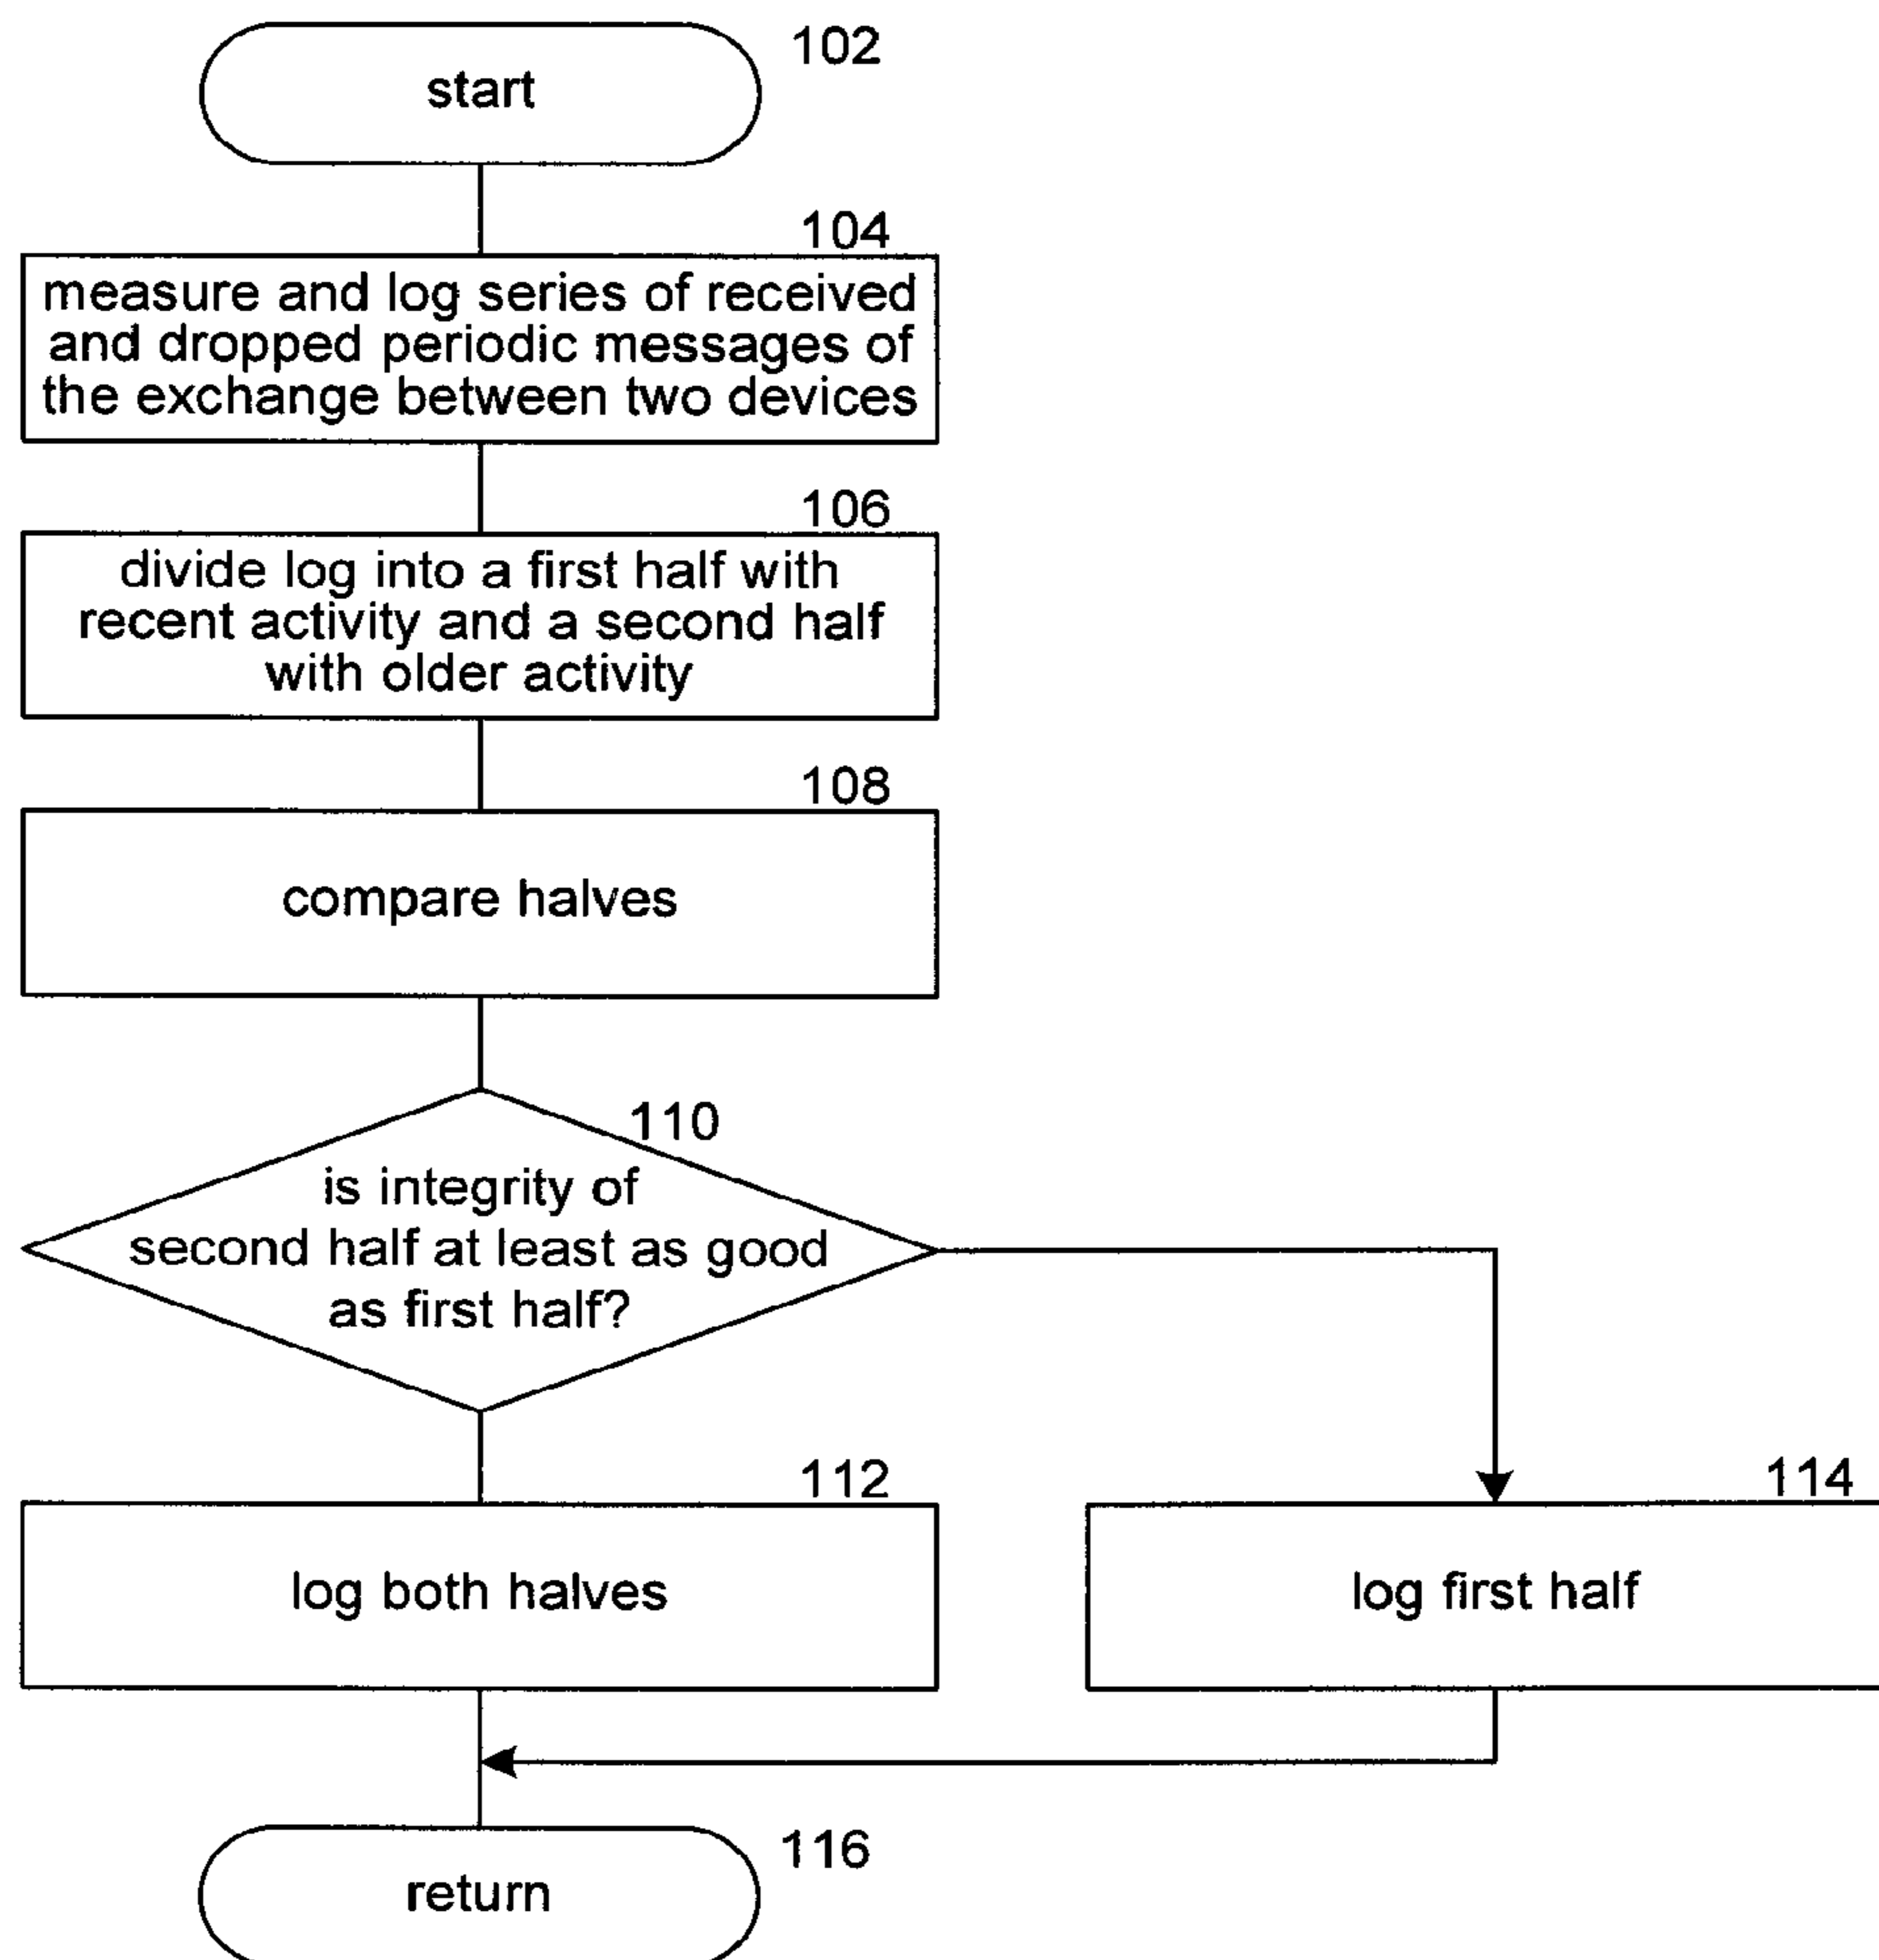 102
start
104
measure and log series of received
and dropped periodic messages of
the exchange between two devices
106
divide log into a first half with
recent activity and a second half
with older activity
108
compare halves
110
is integrity of
second half at least as good
as first half?
112
log both halves
114
log first half
116
return